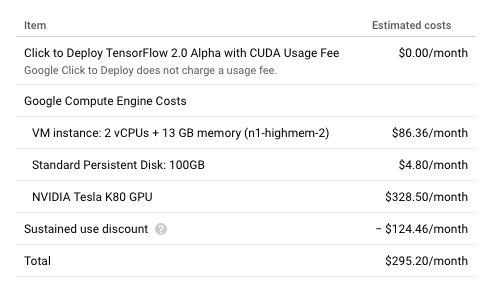 Item Estimated costs
Click to Deploy TensorFlow 2.0 Alpha with CUDA Usage Fee $0.00/month
Google Click to Deploy does not charge a usage fee.
Google Compute Engine Costs
VM instance: 2 vCPUs + 13 GB memory (n1-highmem-2) $86.36/month
Standard Persistent Disk: 100GB $4.80/month
NVIDIA Tesla K80 GPU $328.50/month
Sustained use discount ? − $124.46/month
Total $295.20/month